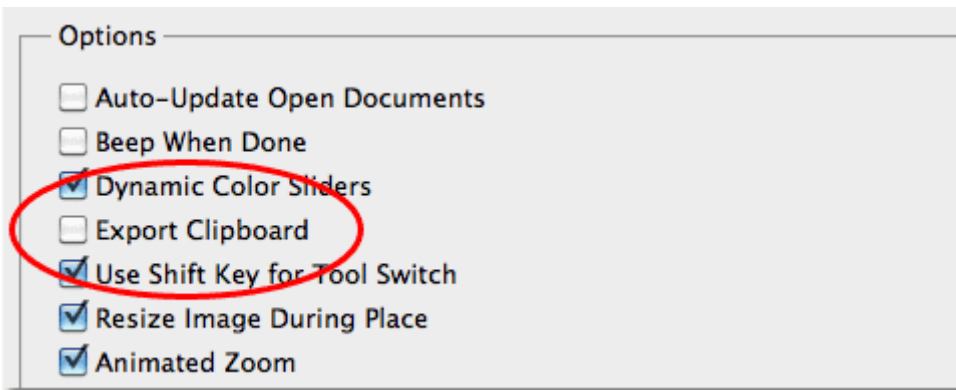 Options
Auto-Update Open Documents
Beep When Done
Dynamic Color Sliders
Export Clipboard
Use Shift Key for Tool Switch
Resize Image During Place
Animated Zoom